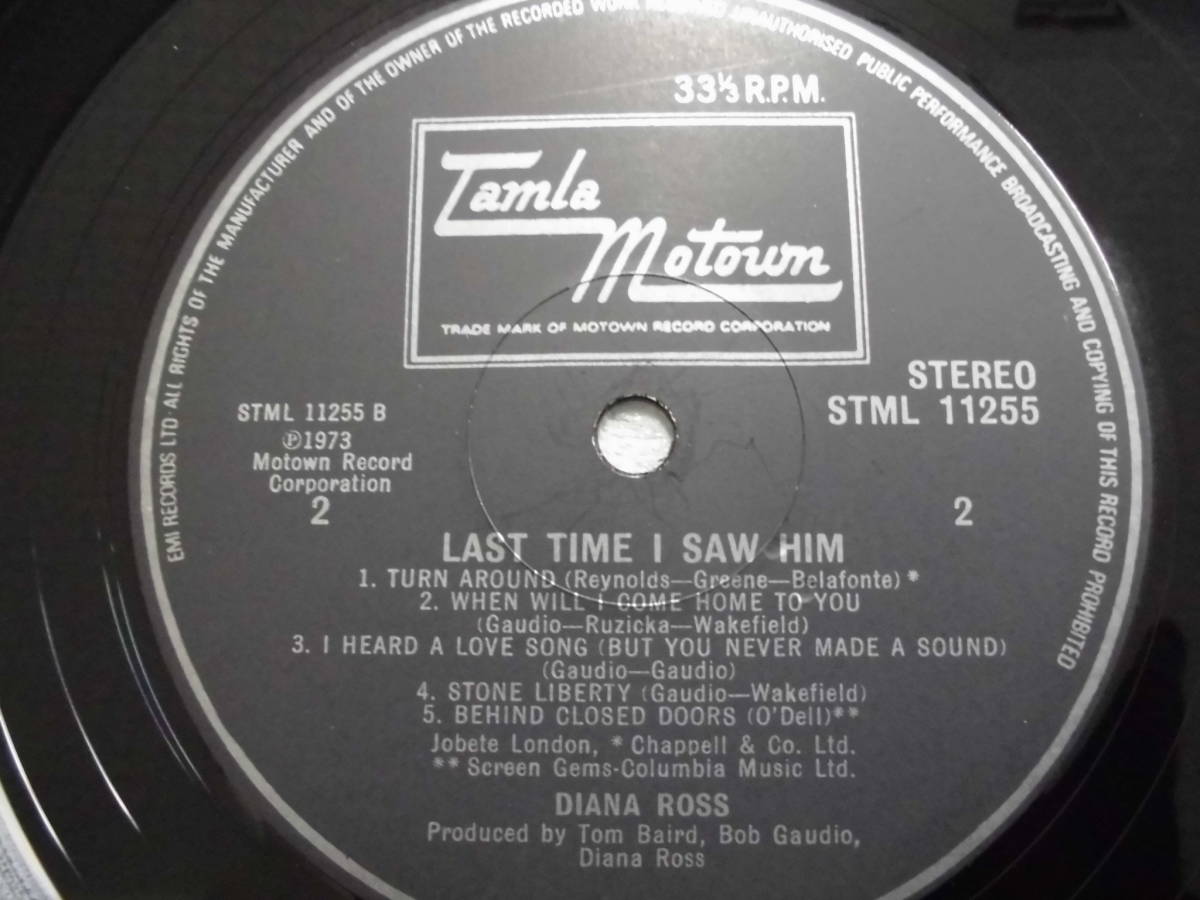 EMI RECORDS LTD · ALL RIGHTS OF THE MANUFACTURER AND OF THE OWNER OF THE RECORDED WORK RESERVED UNAUTHORISED PUBLIC PERFORMANCE BROADCASTING AND COPYING OF THIS RECORD PROHIBITED
33⅓ R.P.M.
Tamla
Motown
TRADE MARK OF MOTOWN RECORD CORPORATION
STEREO
STML 11255
STML 11255 B
℗1973
Motown Record
Corporation
2
2
LAST TIME I SAW HIM
1. TURN AROUND (Reynolds—Greene—Belafonte) *
2. WHEN WILL I COME HOME TO YOU
(Gaudio—Ruzicka—Wakefield)
3. I HEARD A LOVE SONG (BUT YOU NEVER MADE A SOUND)
(Gaudio—Gaudio)
4. STONE LIBERTY (Gaudio—Wakefield)
5. BEHIND CLOSED DOORS (O'Dell)**
Jobete London, * Chappell & Co. Ltd.
** Screen Gems-Columbia Music Ltd.
DIANA ROSS
Produced by Tom Baird, Bob Gaudio,
Diana Ross